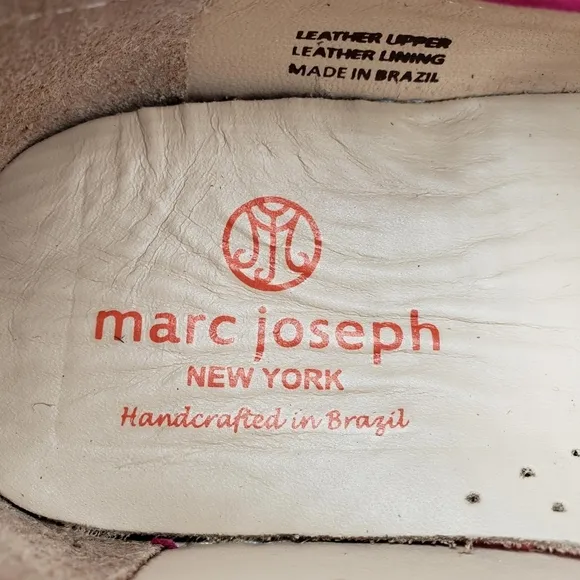 LEATHER UPPER
LEATHER LINING
MADE IN BRAZIL
marc joseph
NEW YORK
Handcrafted in Brazil